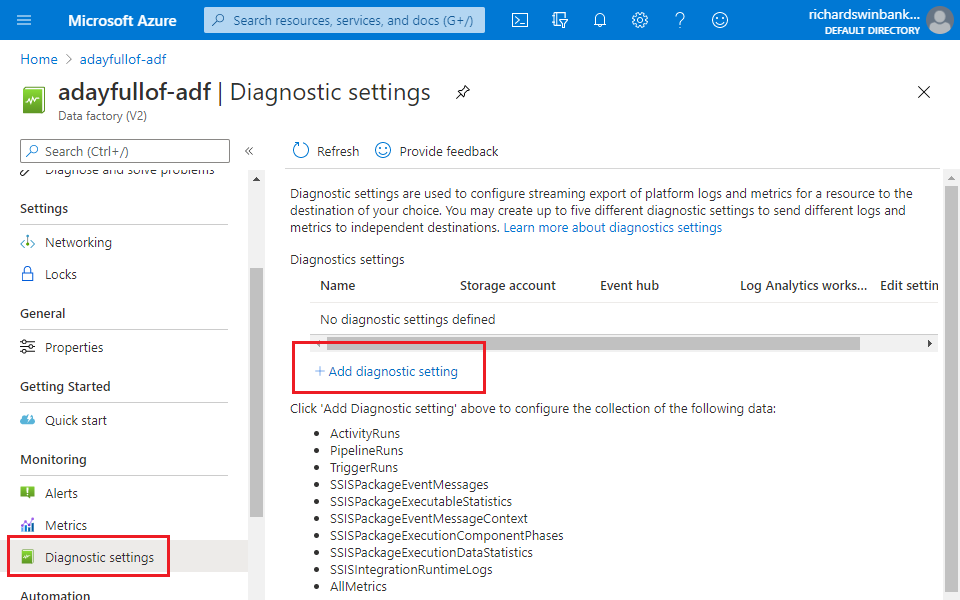 Microsoft Azure
Search resources, services, and docs (G+/)
richardswinbank...
DEFAULT DIRECTORY
Home > adayfullof-adf
adayfullof-adf | Diagnostic settings
Data factory (V2)
Search (Ctrl+/)
«
Refresh
Provide feedback
Diagnose and solve problems
Settings
Networking
Locks
General
Properties
Getting Started
Quick start
Monitoring
Alerts
Metrics
Diagnostic settings
Automation
Diagnostic settings are used to configure streaming export of platform logs and metrics for a resource to the
destination of your choice. You may create up to five different diagnostic settings to send different logs and
metrics to independent destinations. Learn more about diagnostics settings
Diagnostics settings
Name Storage account Event hub Log Analytics works... Edit settin
No diagnostic settings defined
+ Add diagnostic setting
Click 'Add Diagnostic setting' above to configure the collection of the following data:
• ActivityRuns
• PipelineRuns
• TriggerRuns
• SSISPackageEventMessages
• SSISPackageExecutableStatistics
• SSISPackageEventMessageContext
• SSISPackageExecutionComponentPhases
• SSISPackageExecutionDataStatistics
• SSISIntegrationRuntimeLogs
• AllMetrics